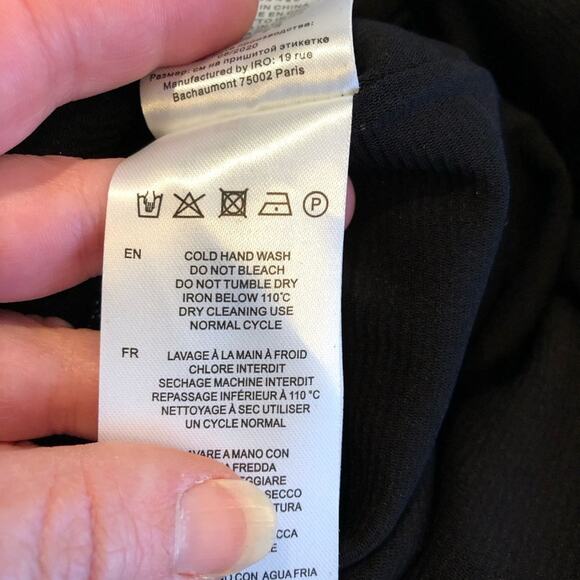 IN CHINA
2020
Размер: см на пришитой этикетке
Manufactured by IRO: 19 rue
Bachaumont 75002 Paris
P
EN
COLD HAND WASH
DO NOT BLEACH
DO NOT TUMBLE DRY
IRON BELOW 110°C
DRY CLEANING USE
NORMAL CYCLE
FR
LAVAGE À LA MAIN À FROID
CHLORE INTERDIT
SECHAGE MACHINE INTERDIT
REPASSAGE INFÉRIEUR À 110 °C
NETTOYAGE À SEC UTILISER
UN CYCLE NORMAL
A MANO CON
FREDDA
SECCO
CON AGUA FRIA